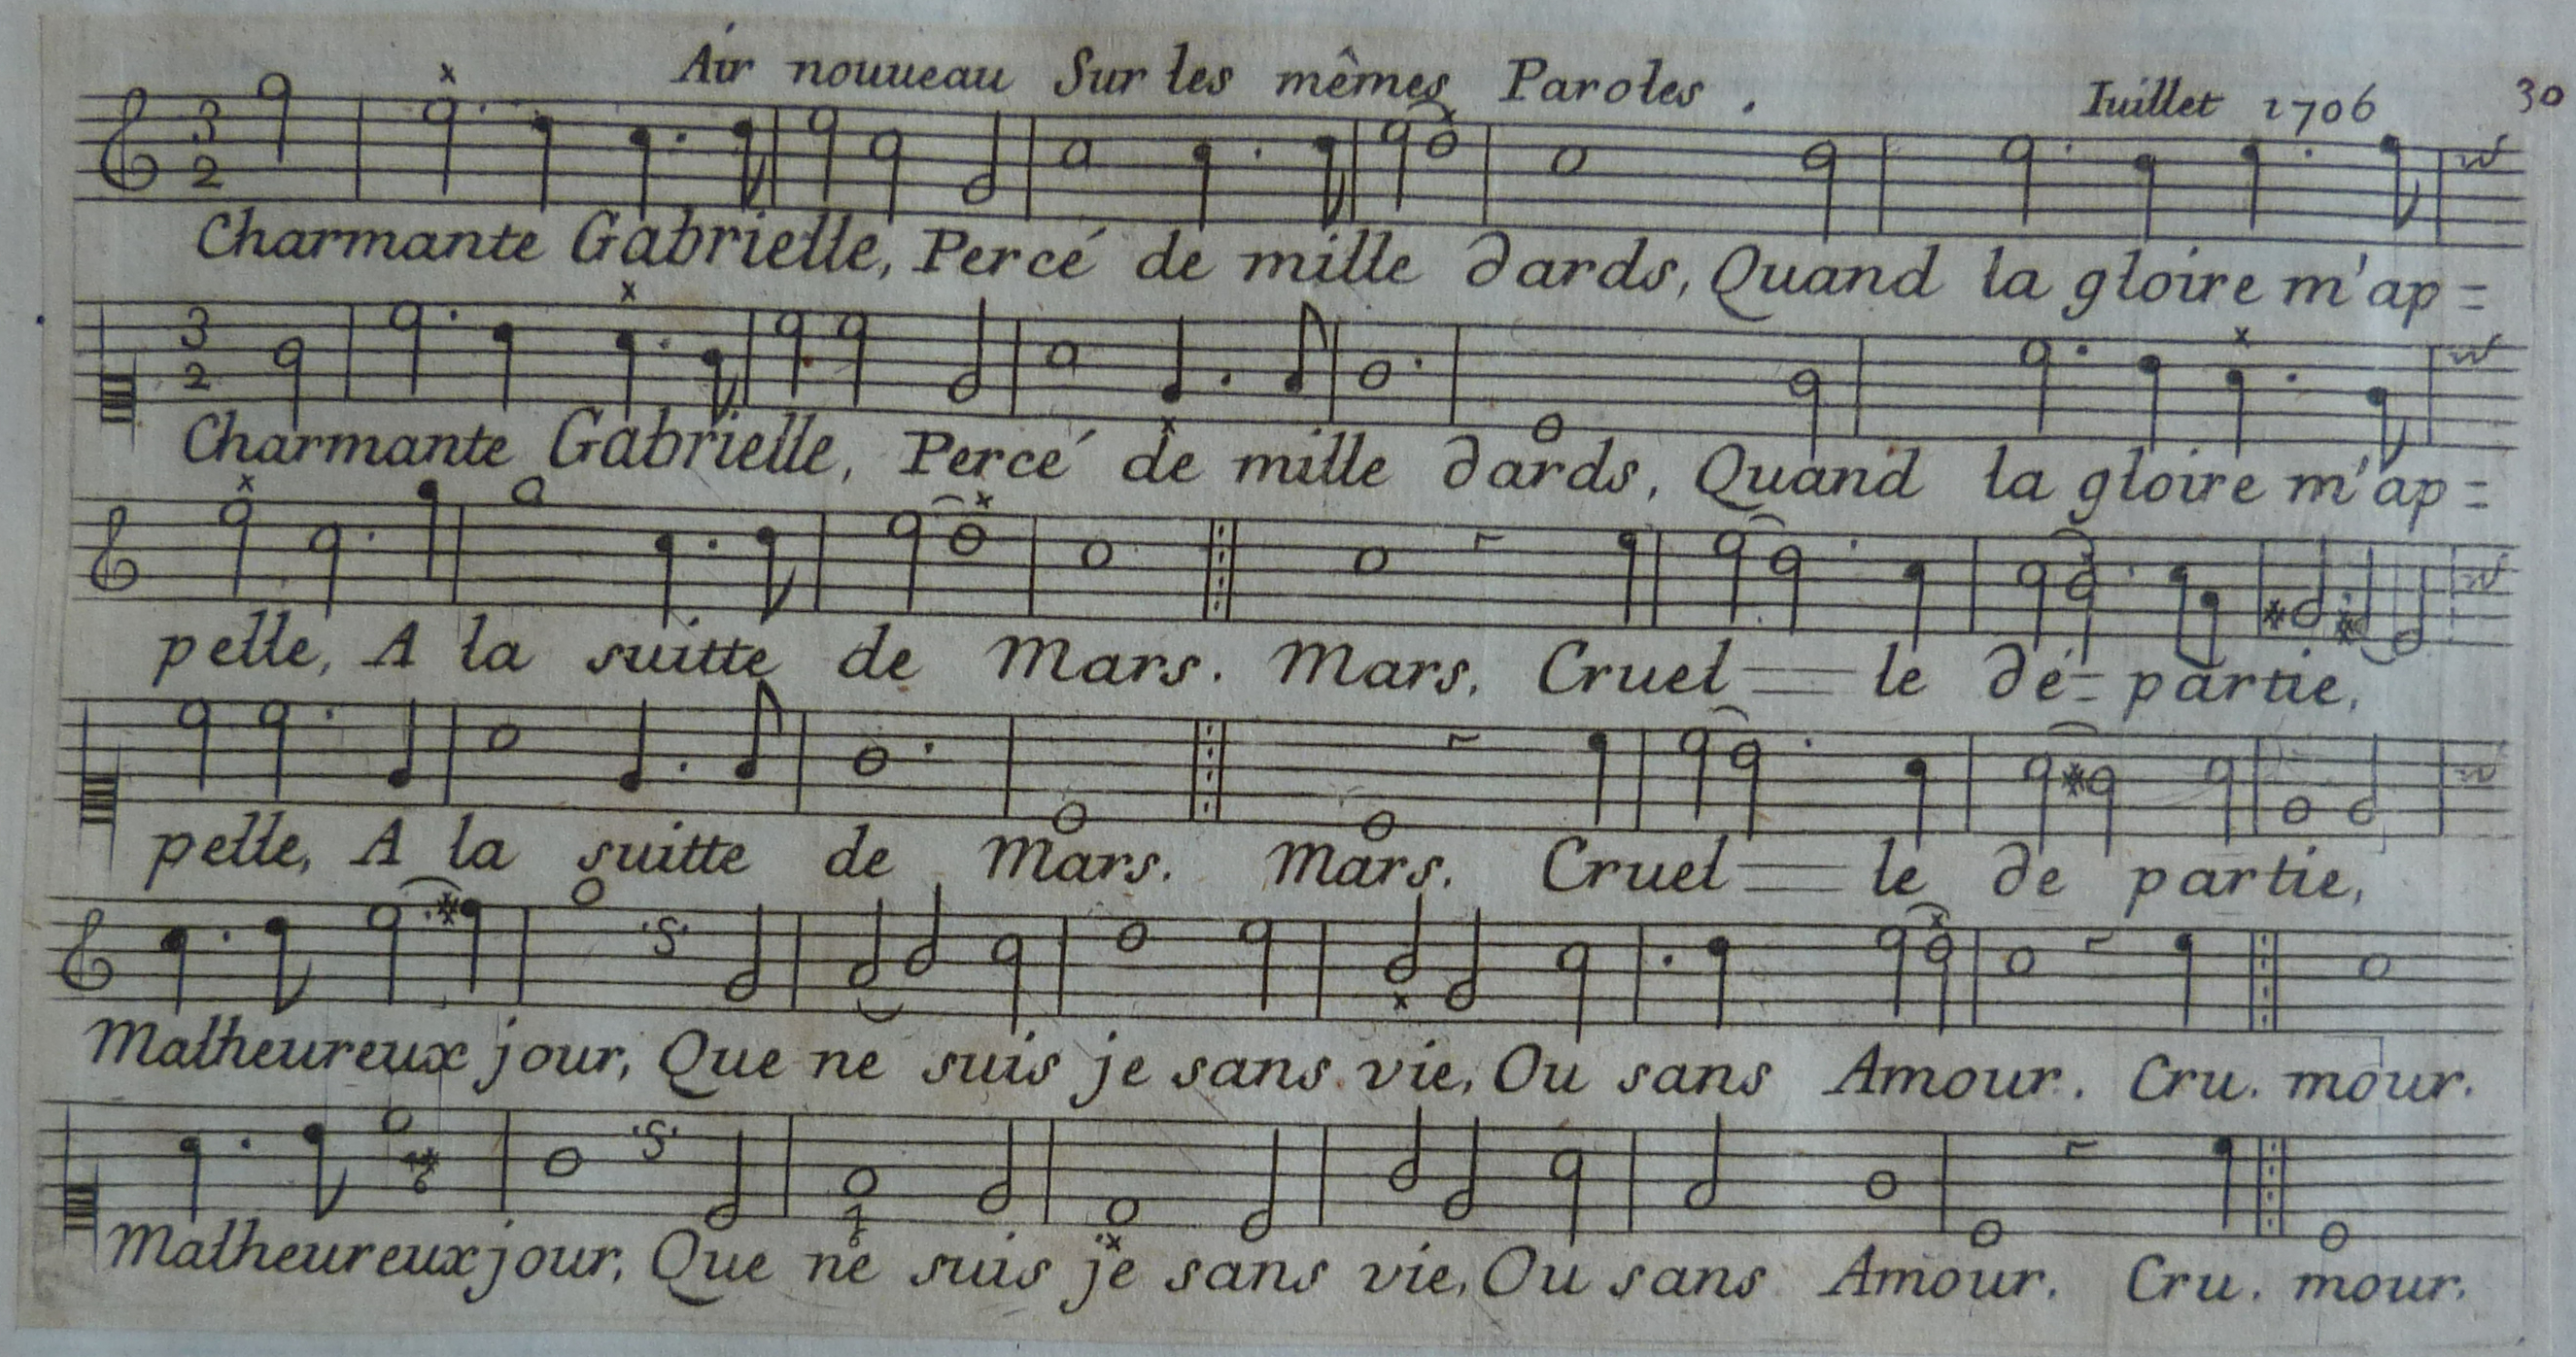 Air nouueau Sur les mêmes Paroles. Iuillet 1706 30
3
2
Charmante Gabrielle, Percé de mille dards, Quand la gloire m'ap=
3
2
Charmante Gabrielle, Percé de mille dards, Quand la gloire m'ap=
pelle, A la suitte de Mars. Mars, Cruel — le dé= partie,
pelle, A la suitte de Mars. Mars, Cruel — le de partie,
Malheureux jour, Que ne suis je sans vie, Ou sans Amour. Cru. mour.
Malheureux jour, Que ne suis je sans vie, Ou sans Amour. Cru. mour.